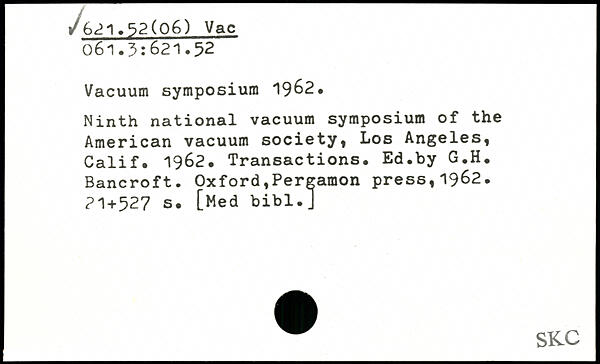 621.52(06) Vac
061.3:621.52
Vacuum symposium 1962.
Ninth national vacuum symposium of the
American vacuum society, Los Angeles,
Calif. 1962. Transactions. Ed.by G.H.
Bancroft. Oxford,Pergamon press,1962.
21+527 s. [Med bibl.]
SKC